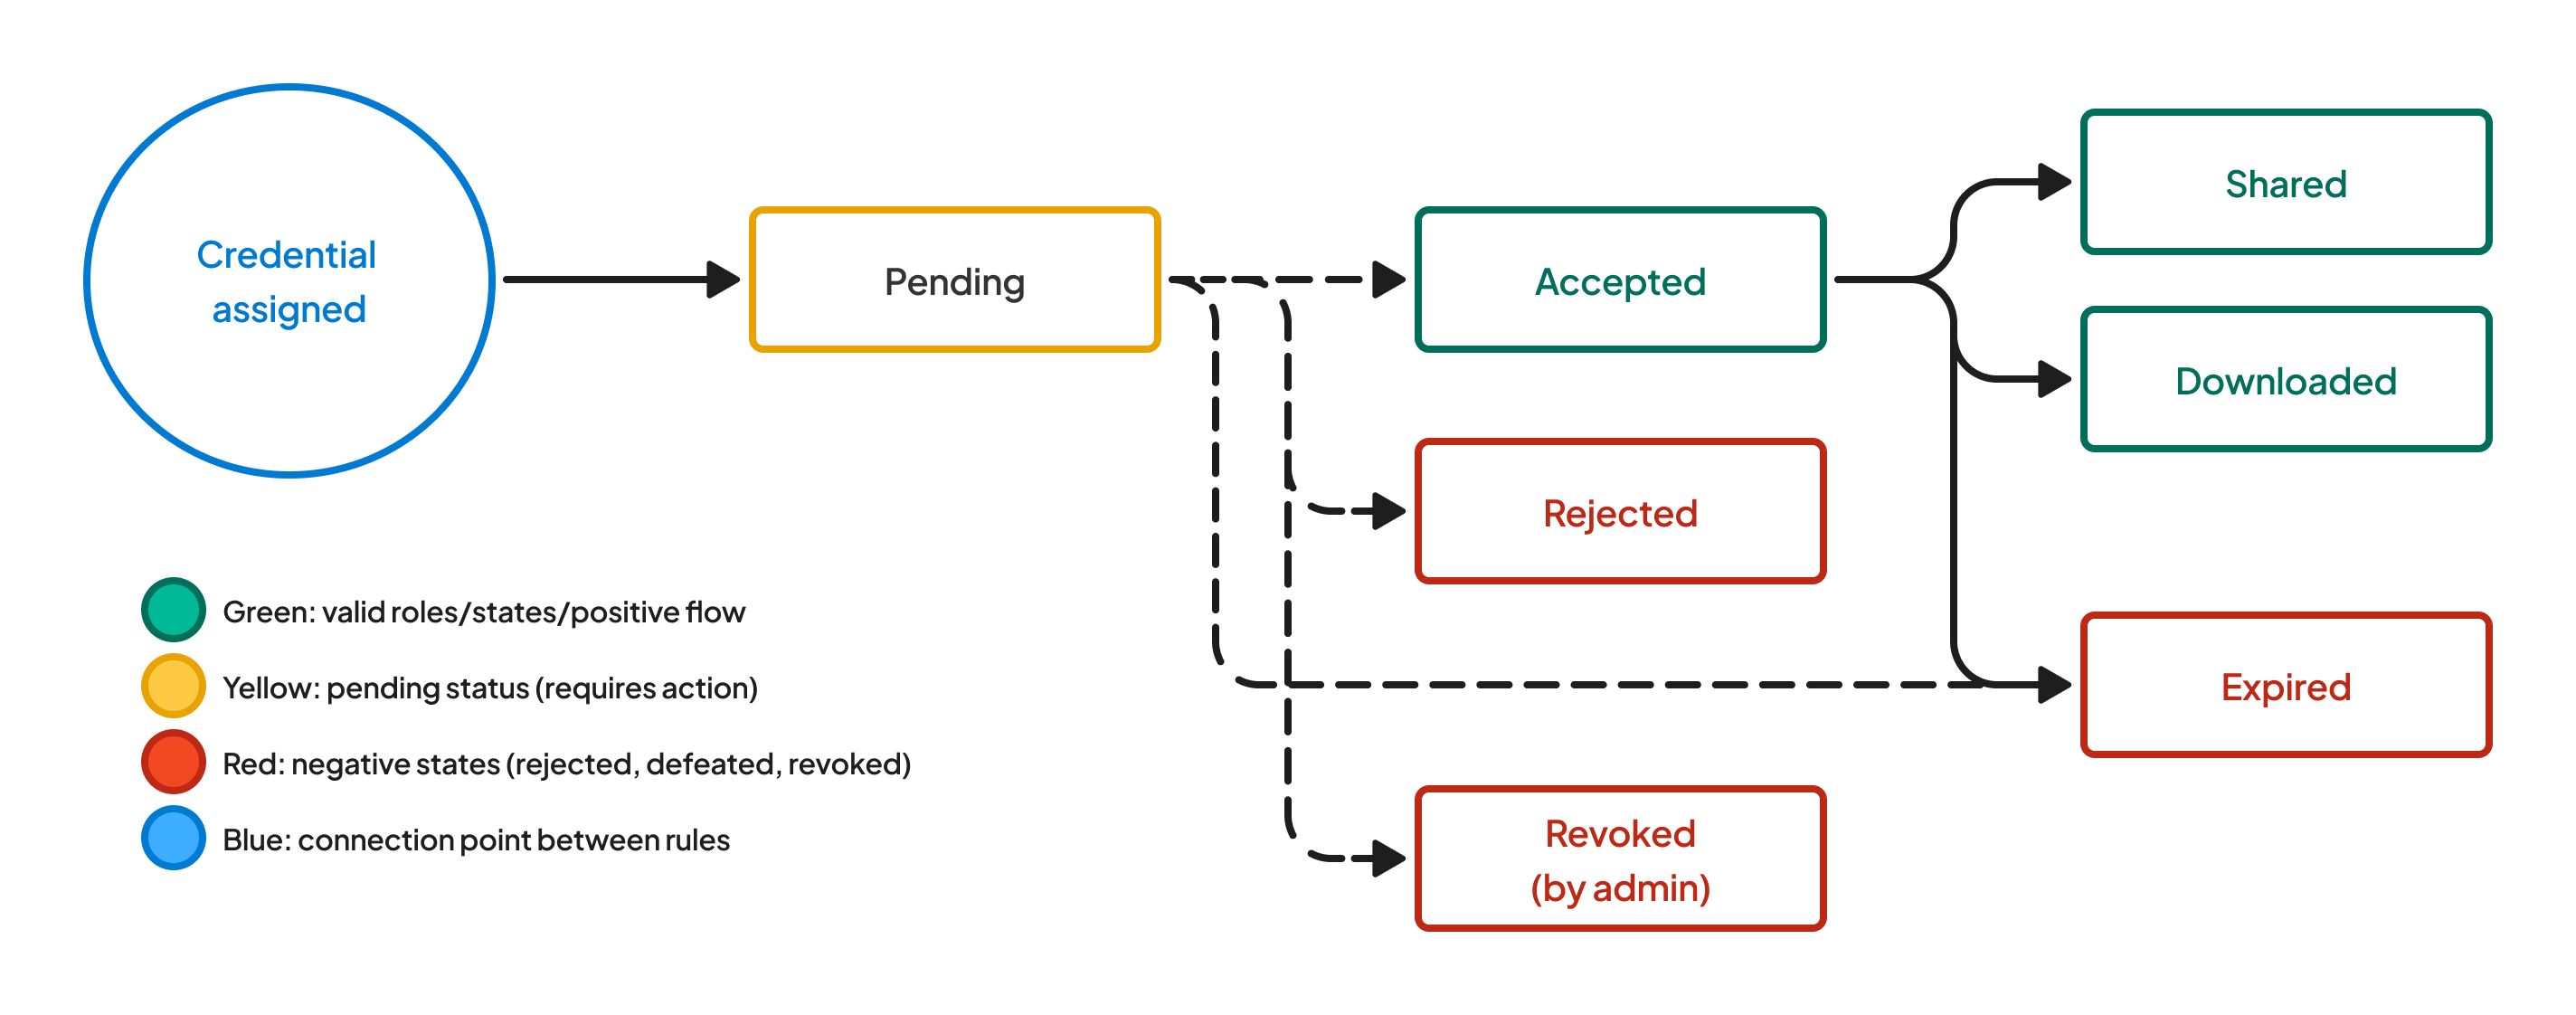 Credential
assigned
Pending
Accepted
Rejected
Revoked
(by admin)
Shared
Downloaded
Expired
Green: valid roles/states/positive flow
Yellow: pending status (requires action)
Red: negative states (rejected, defeated, revoked)
Blue: connection point between rules